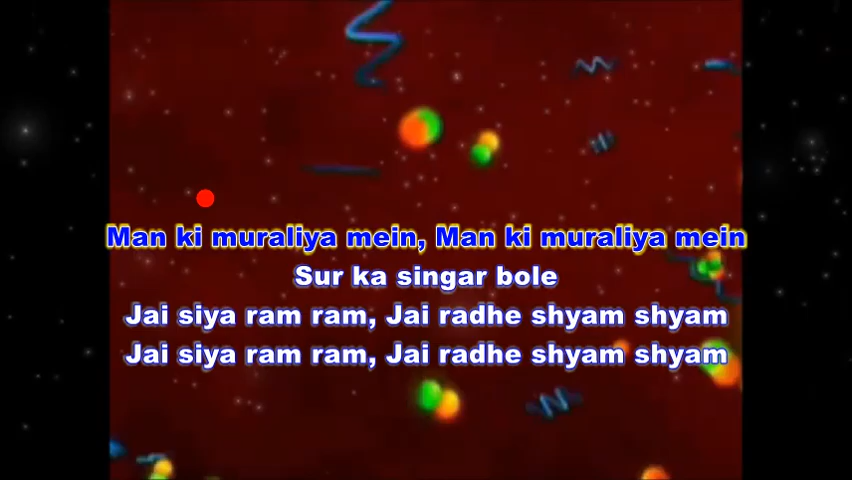 Man ki muraliya mein, Man ki muraliya mein
Sur ka singar bole
Jai siya ram ram, Jai radhe shyam shyam
Jai siya ram ram, Jai radhe shyam shyam